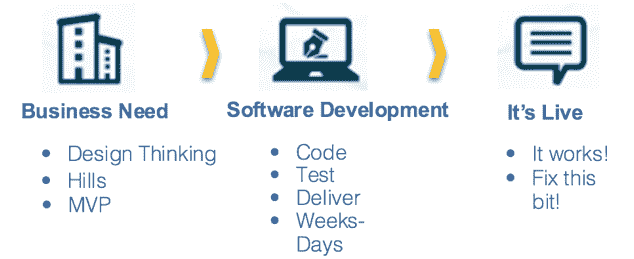 Business Need
• Design Thinking
• Hills
• MVP
Software Development
• Code
• Test
• Deliver
• Weeks-
Days
It's Live
• It works!
• Fix this
bit!